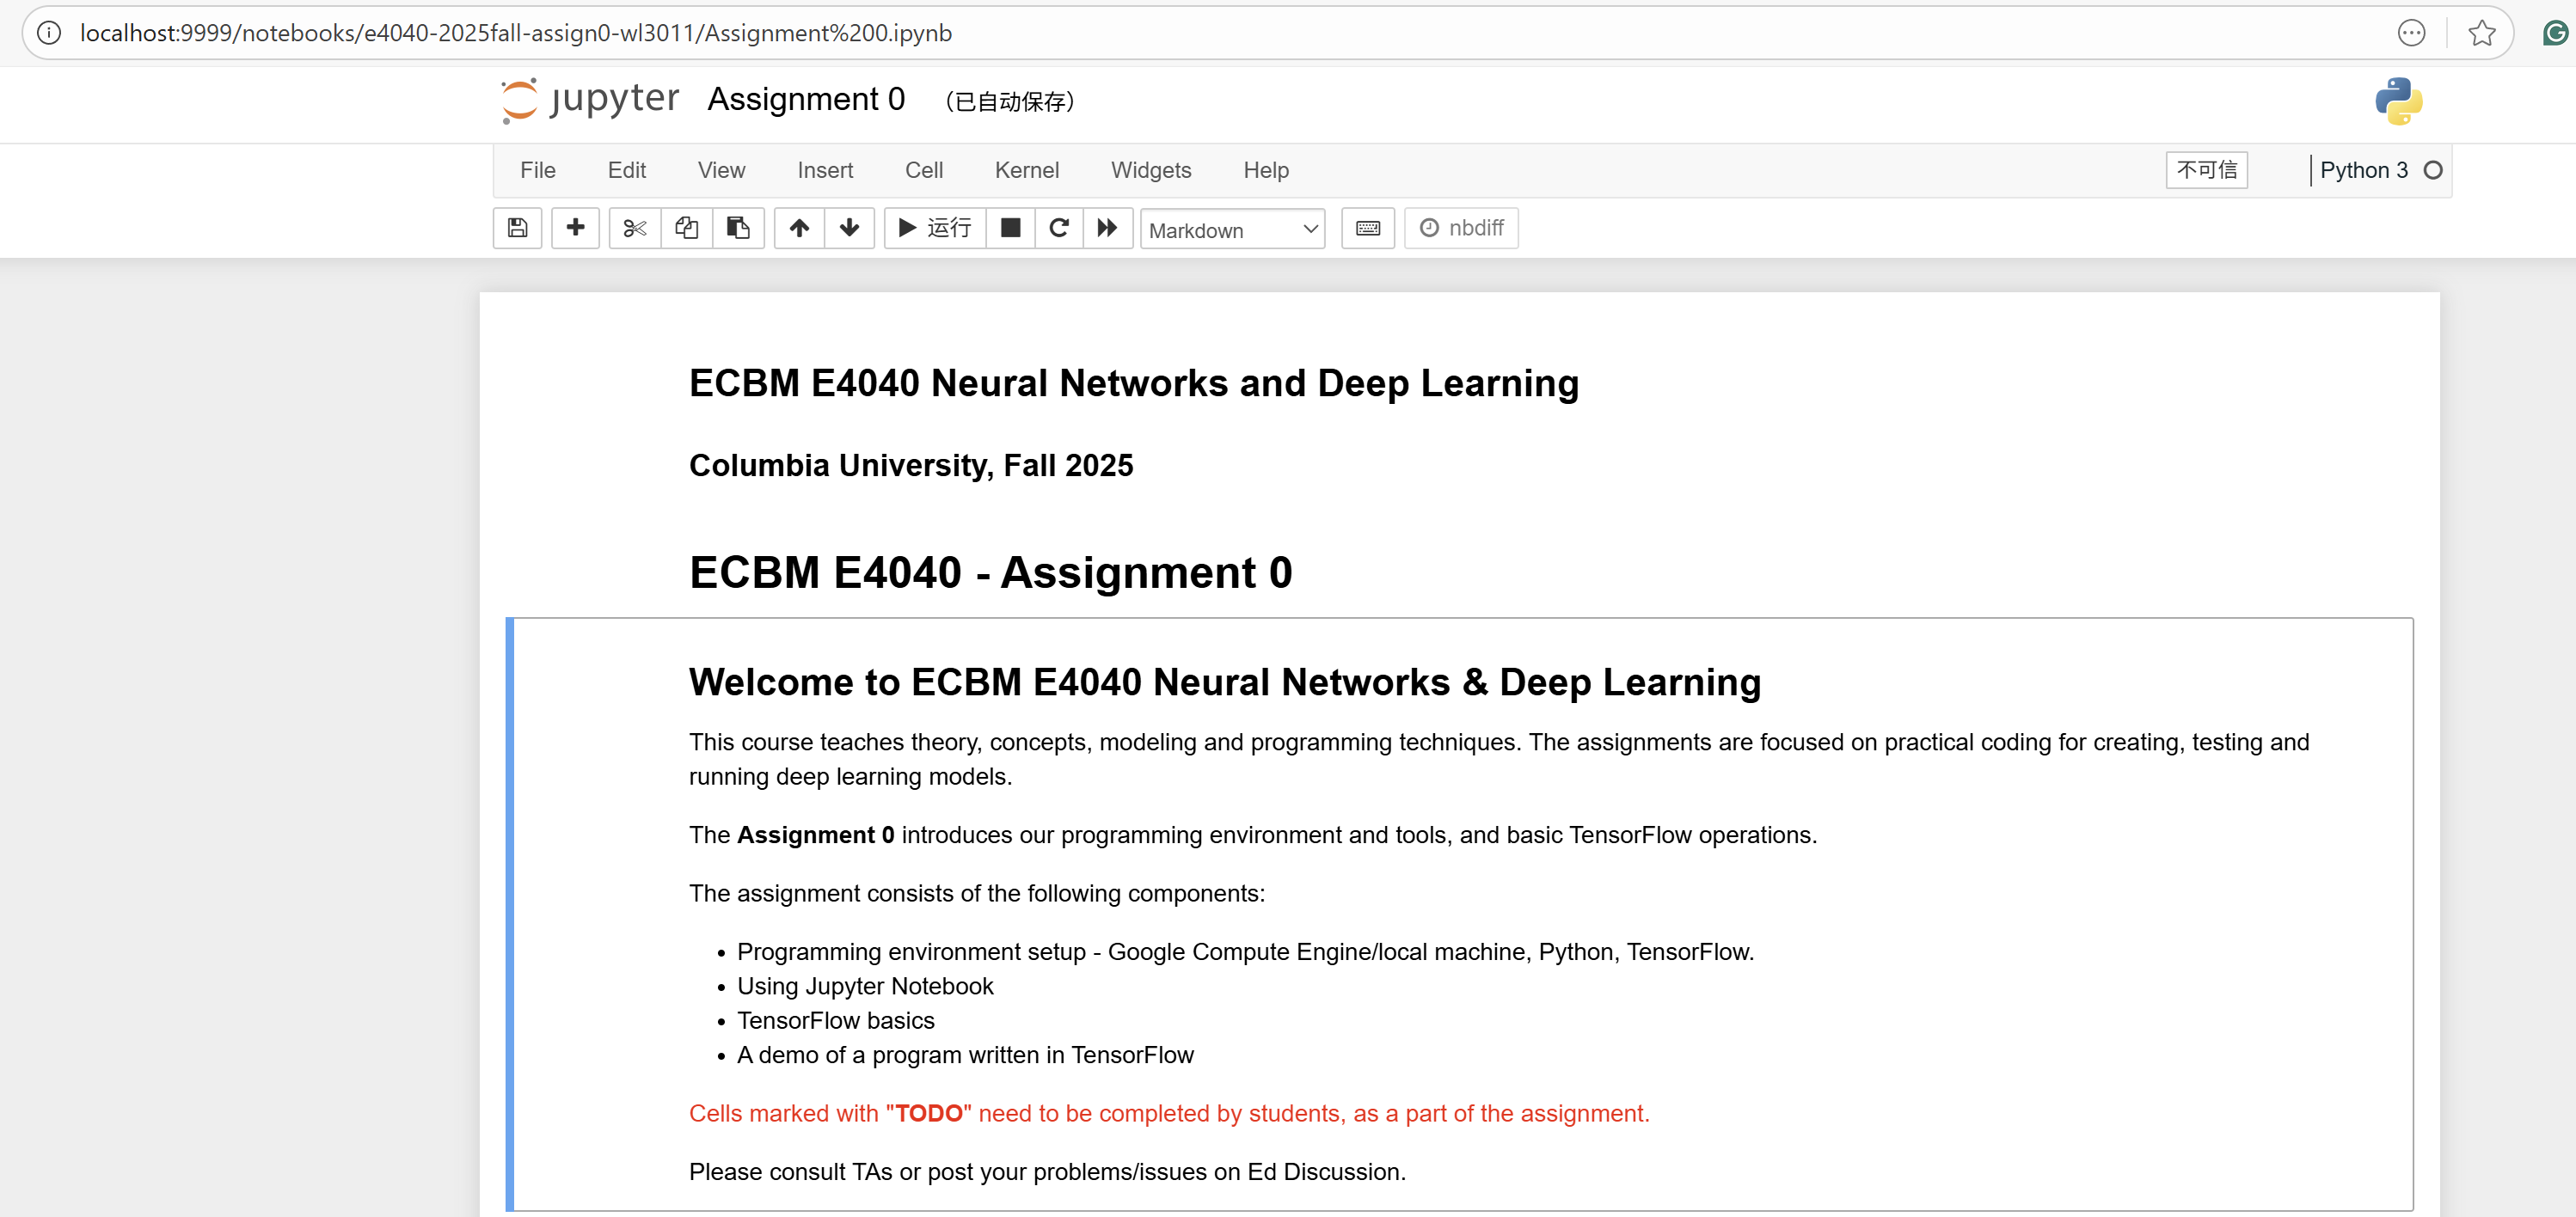 localhost:9999/notebooks/e4040-2025fall-assign0-wl3011/Assignment%200.ipynb
jupyter Assignment 0 (已自动保存)
File Edit View Insert Cell Kernel Widgets Help 不可信 Python 3
运行 Markdown nbdiff
ECBM E4040 Neural Networks and Deep Learning
Columbia University, Fall 2025
ECBM E4040 - Assignment 0
Welcome to ECBM E4040 Neural Networks & Deep Learning
This course teaches theory, concepts, modeling and programming techniques. The assignments are focused on practical coding for creating, testing and
running deep learning models.
The Assignment 0 introduces our programming environment and tools, and basic TensorFlow operations.
The assignment consists of the following components:
• Programming environment setup - Google Compute Engine/local machine, Python, TensorFlow.
• Using Jupyter Notebook
• TensorFlow basics
• A demo of a program written in TensorFlow
Cells marked with "TODO" need to be completed by students, as a part of the assignment.
Please consult TAs or post your problems/issues on Ed Discussion.